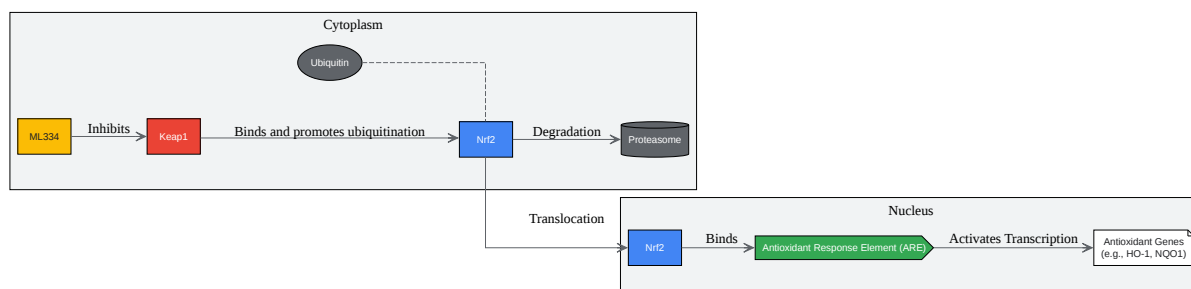 Cytoplasm
Ubiquitin
ML334
Inhibits
Keap1
Binds and promotes ubiquitination
Nrf2
Degradation
Proteasome
Translocation
Nucleus
Nrf2
Binds
Antioxidant Response Element (ARE)
Activates Transcription
Antioxidant Genes
(e.g., HO-1, NQO1)